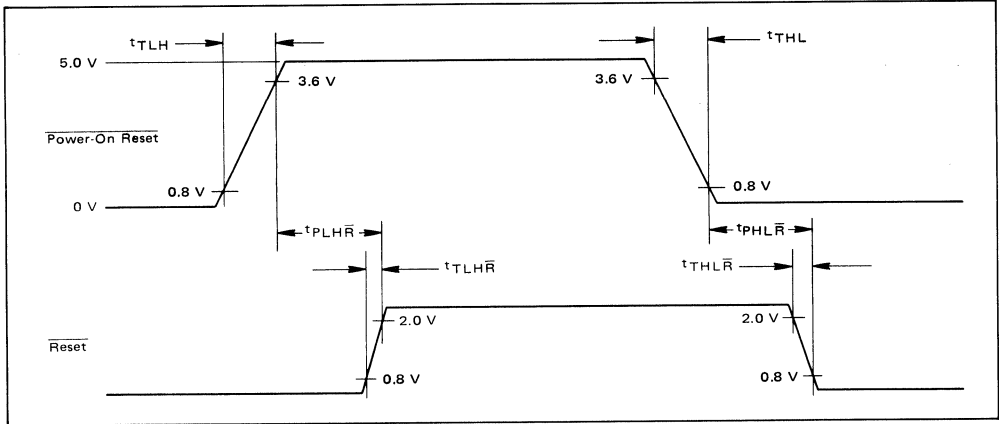 tTLH
tTHL
5.0 V
3.6 V
3.6 V
Power-On Reset
0.8 V
0.8 V
0 V
tPLHR̅
tPHLR̅
tTLHR̅
tTHLR̅
2.0 V
2.0 V
Reset
0.8 V
0.8 V